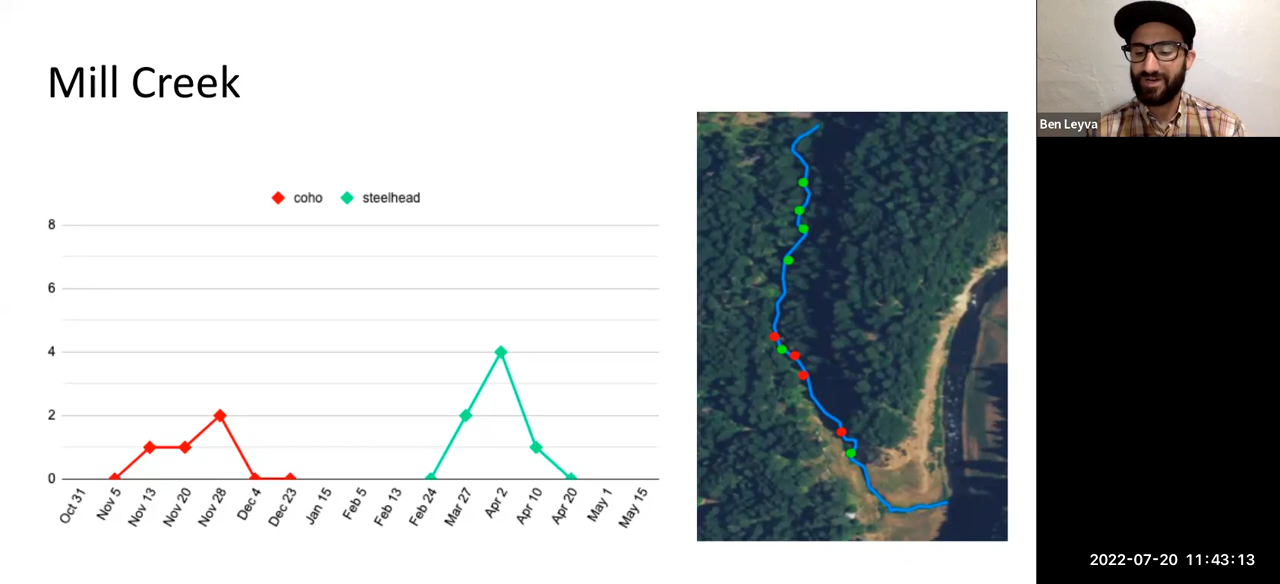 Mill Creek
coho steelhead
8
6
4
2
0
Oct 31
Nov 5
Nov 13
Nov 20
Nov 28
Dec 4
Dec 23
Jan 15
Feb 5
Feb 13
Feb 24
Mar 27
Apr 2
Apr 10
Apr 20
May 1
May 15
Ben Leyva
2022-07-20 11:43:13